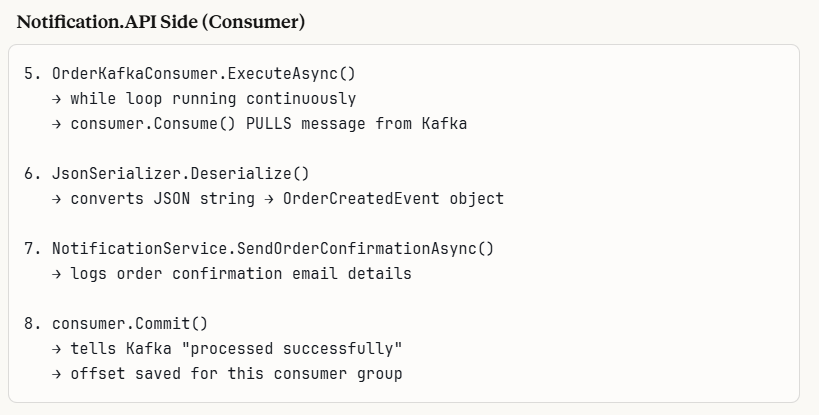 Notification.API Side (Consumer)
5. OrderKafkaConsumer.ExecuteAsync()
→ while loop running continuously
→ consumer.Consume() PULLS message from Kafka
6. JsonSerializer.Deserialize()
→ converts JSON string → OrderCreatedEvent object
7. NotificationService.SendOrderConfirmationAsync()
→ logs order confirmation email details
8. consumer.Commit()
→ tells Kafka "processed successfully"
→ offset saved for this consumer group